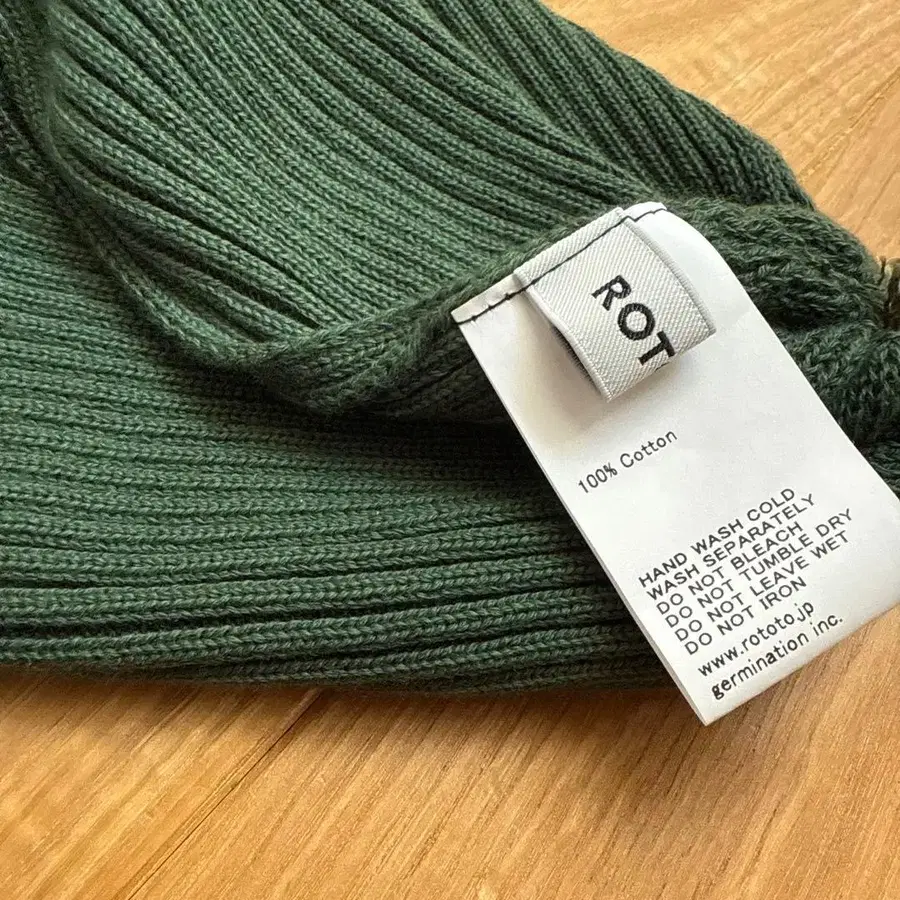 ROT
100% Cotton
HAND WASH COLD
WASH SEPARATELY
DO NOT BLEACH
DO NOT TUMBLE DRY
DO NOT LEAVE WET
DO NOT IRON
www.rototo.jp
germination inc.